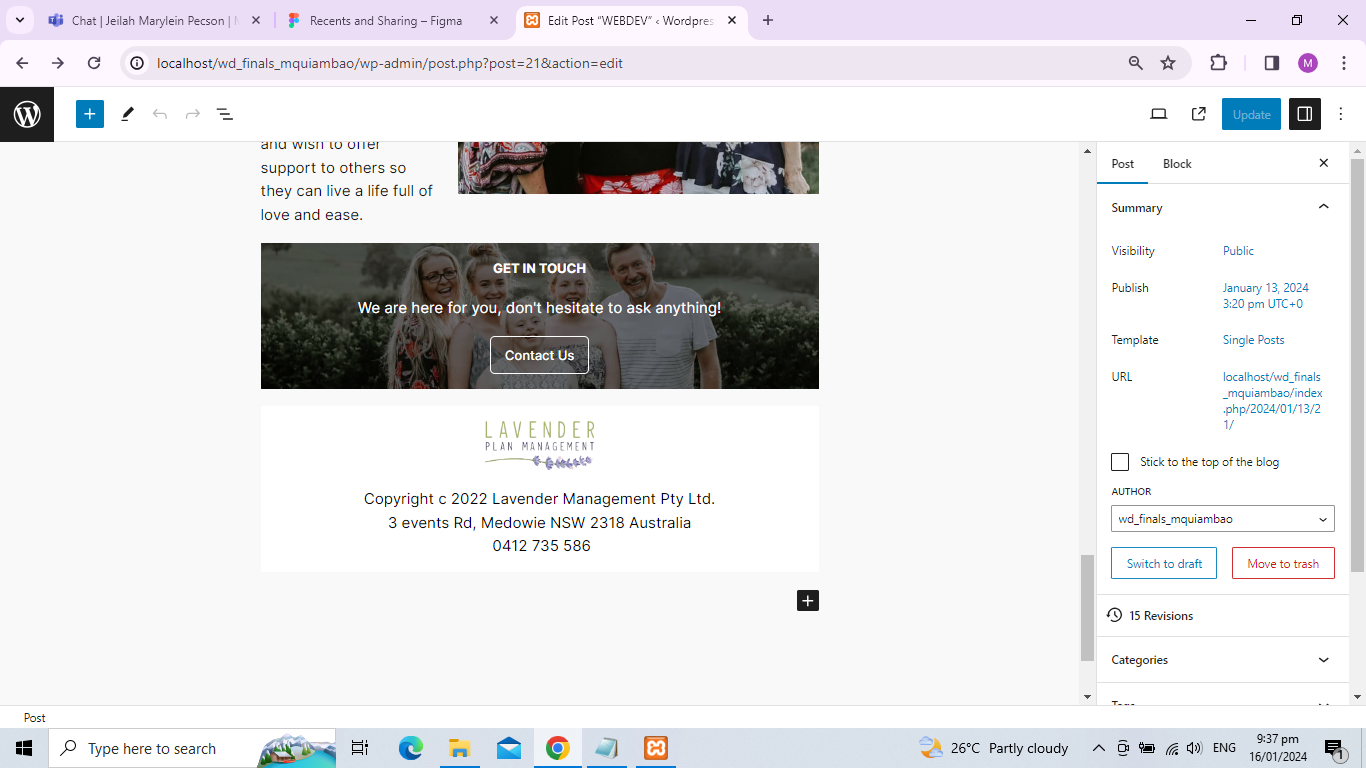 Chat | Jeilah Marylein Pecson | M
Recents and Sharing – Figma
Edit Post “WEBDEV” ‹ Wordpres
localhost/wd_finals_mquiambao/wp-admin/post.php?post=21&action=edit
M
Update
and wish to offer
support to others so
they can live a life full of
love and ease.
GET IN TOUCH
We are here for you, don't hesitate to ask anything!
Contact Us
LAVENDER
PLAN MANAGEMENT
Copyright c 2022 Lavender Management Pty Ltd.
3 events Rd, Medowie NSW 2318 Australia
0412 735 586
Post
Block
Summary
Visibility
Public
Publish
January 13, 2024
3:20 pm UTC+0
Template
Single Posts
URL
localhost/wd_finals
_mquiambao/index
.php/2024/01/13/2
1/
Stick to the top of the blog
AUTHOR
wd_finals_mquiambao
Switch to draft
Move to trash
15 Revisions
Categories
Tags
Post
Type here to search
26°C Partly cloudy
ENG
9:37 pm
16/01/2024
1